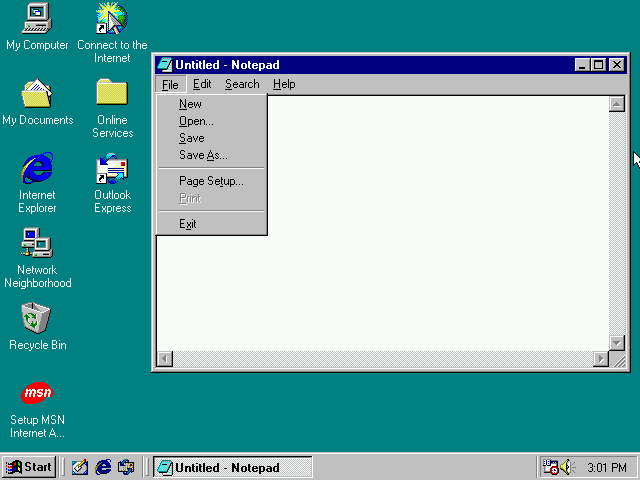 My Computer
Connect to the
Internet
My Documents
Online
Services
Internet
Explorer
Outlook
Express
Network
Neighborhood
Recycle Bin
msn
Setup MSN
Internet A...
Untitled - Notepad
File Edit Search Help
New
Open...
Save
Save As...
Page Setup...
Print
Exit
Start
Untitled - Notepad
3:01 PM